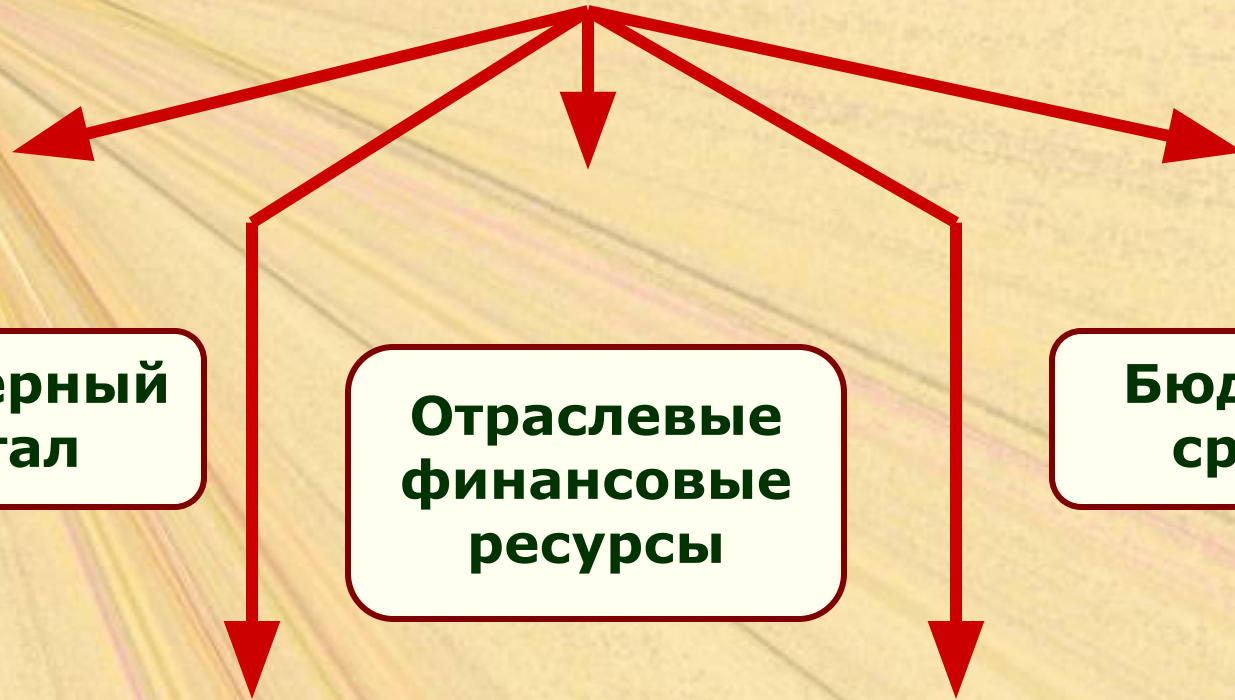 ерный
тал
Отраслевые
финансовые
ресурсы
Бюд
ср